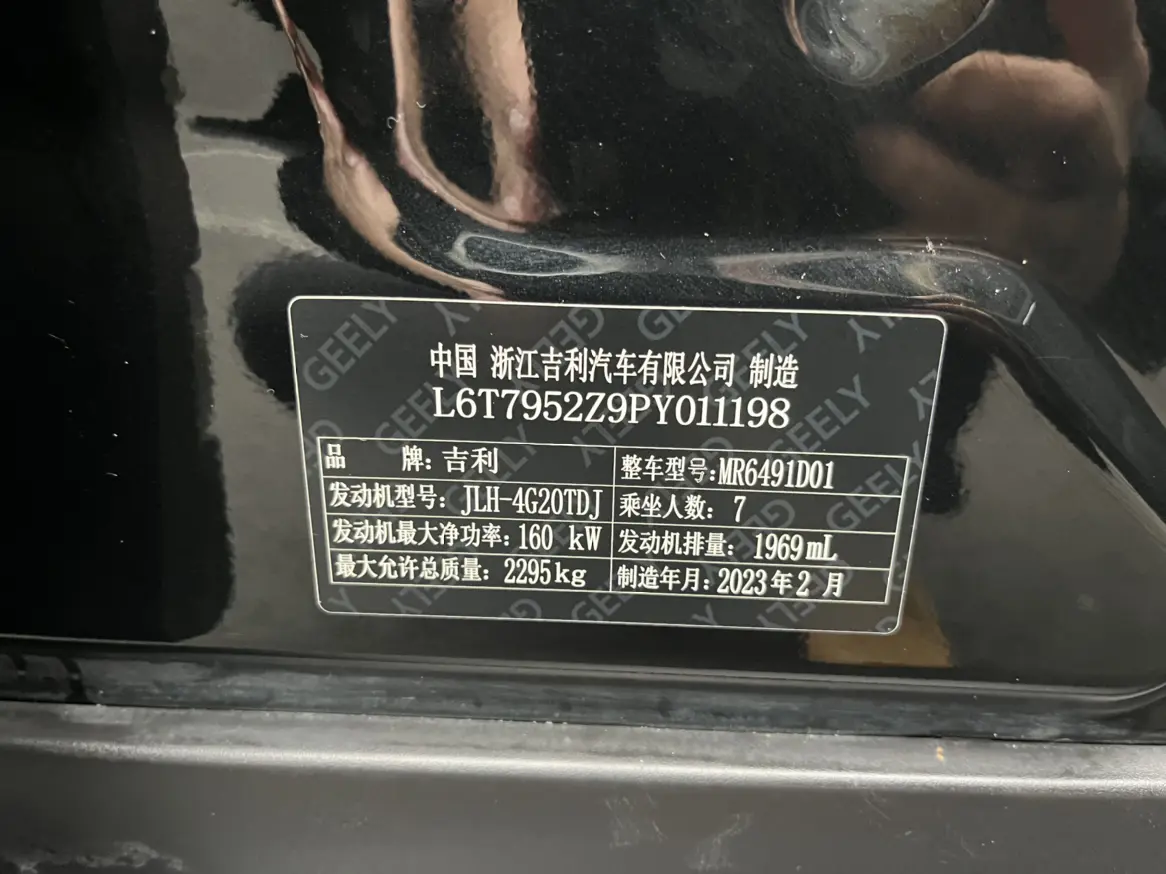 中国 浙江吉利汽车有限公司 制造
L6T7952Z9PY011198
品 牌：吉利 整车型号：MR6491D01
发动机型号：JLH-4G20TDJ 乘坐人数：7
发动机最大净功率：160 kW 发动机排量：1969mL
最大允许总质量：2295kg 制造年月：2023年2月